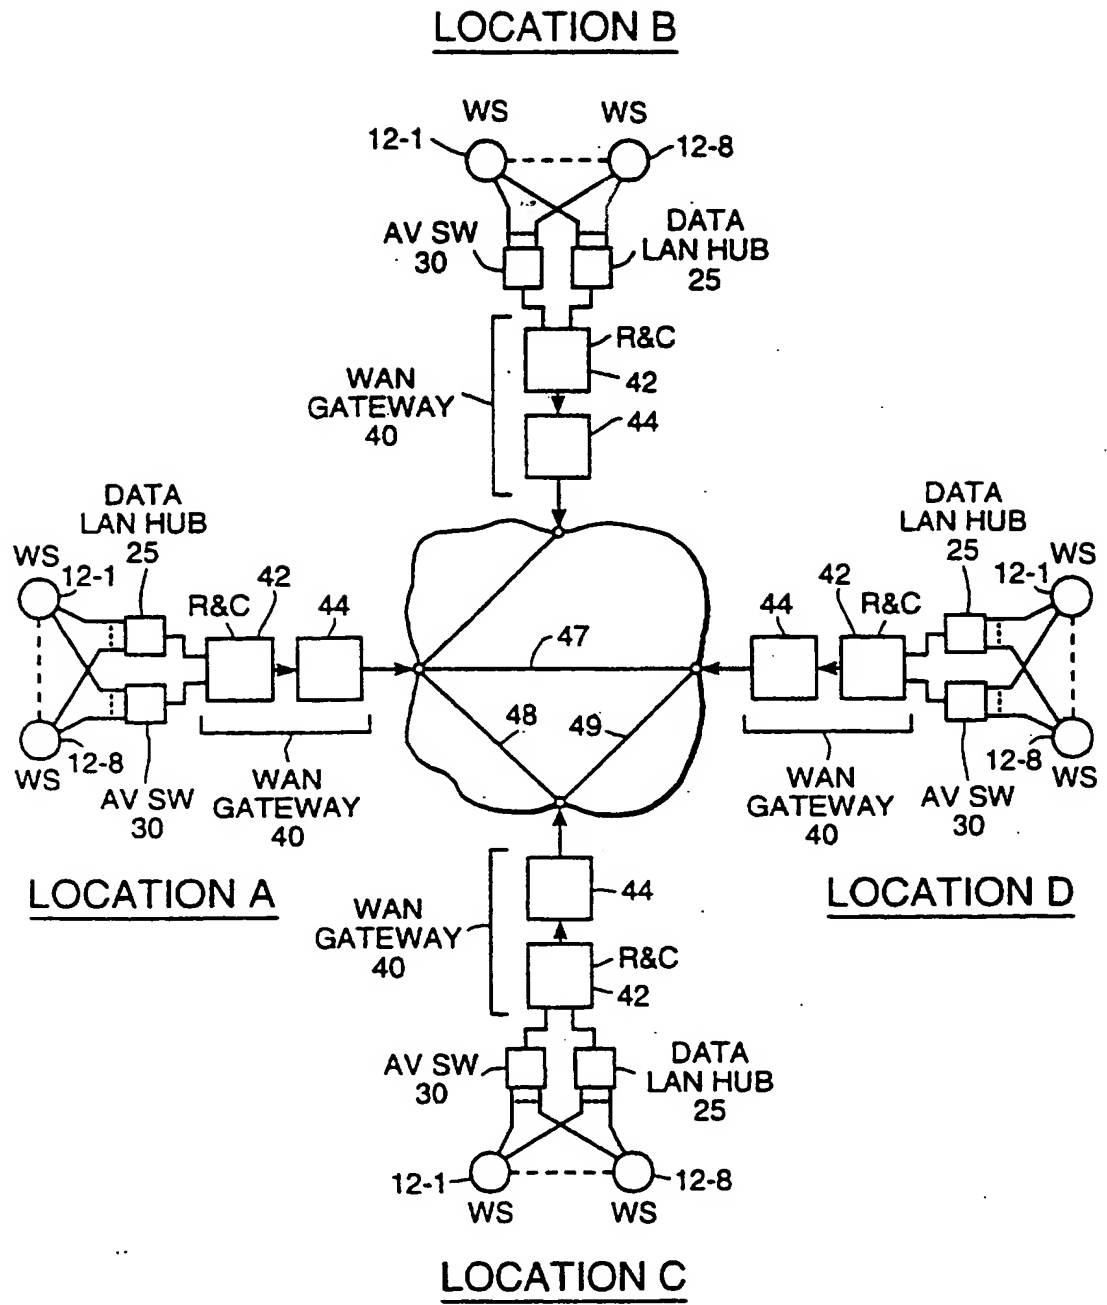 LOCATION B
WS
WS
12-1
12-8
AV SW
30
DATA
LAN HUB
25
R&C
42
WAN
GATEWAY
40
44
DATA
LAN HUB
25
WS
12-1
R&C
42
44
12-8
WS
AV SW
30
WAN
GATEWAY
40
LOCATION A
47
48
49
DATA
LAN HUB
25
WS
12-1
44
42
R&C
12-8
WS
WAN
GATEWAY
40
AV SW
30
LOCATION D
WAN
GATEWAY
40
44
R&C
42
AV SW
30
DATA
LAN HUB
25
12-1
12-8
WS
WS
LOCATION C